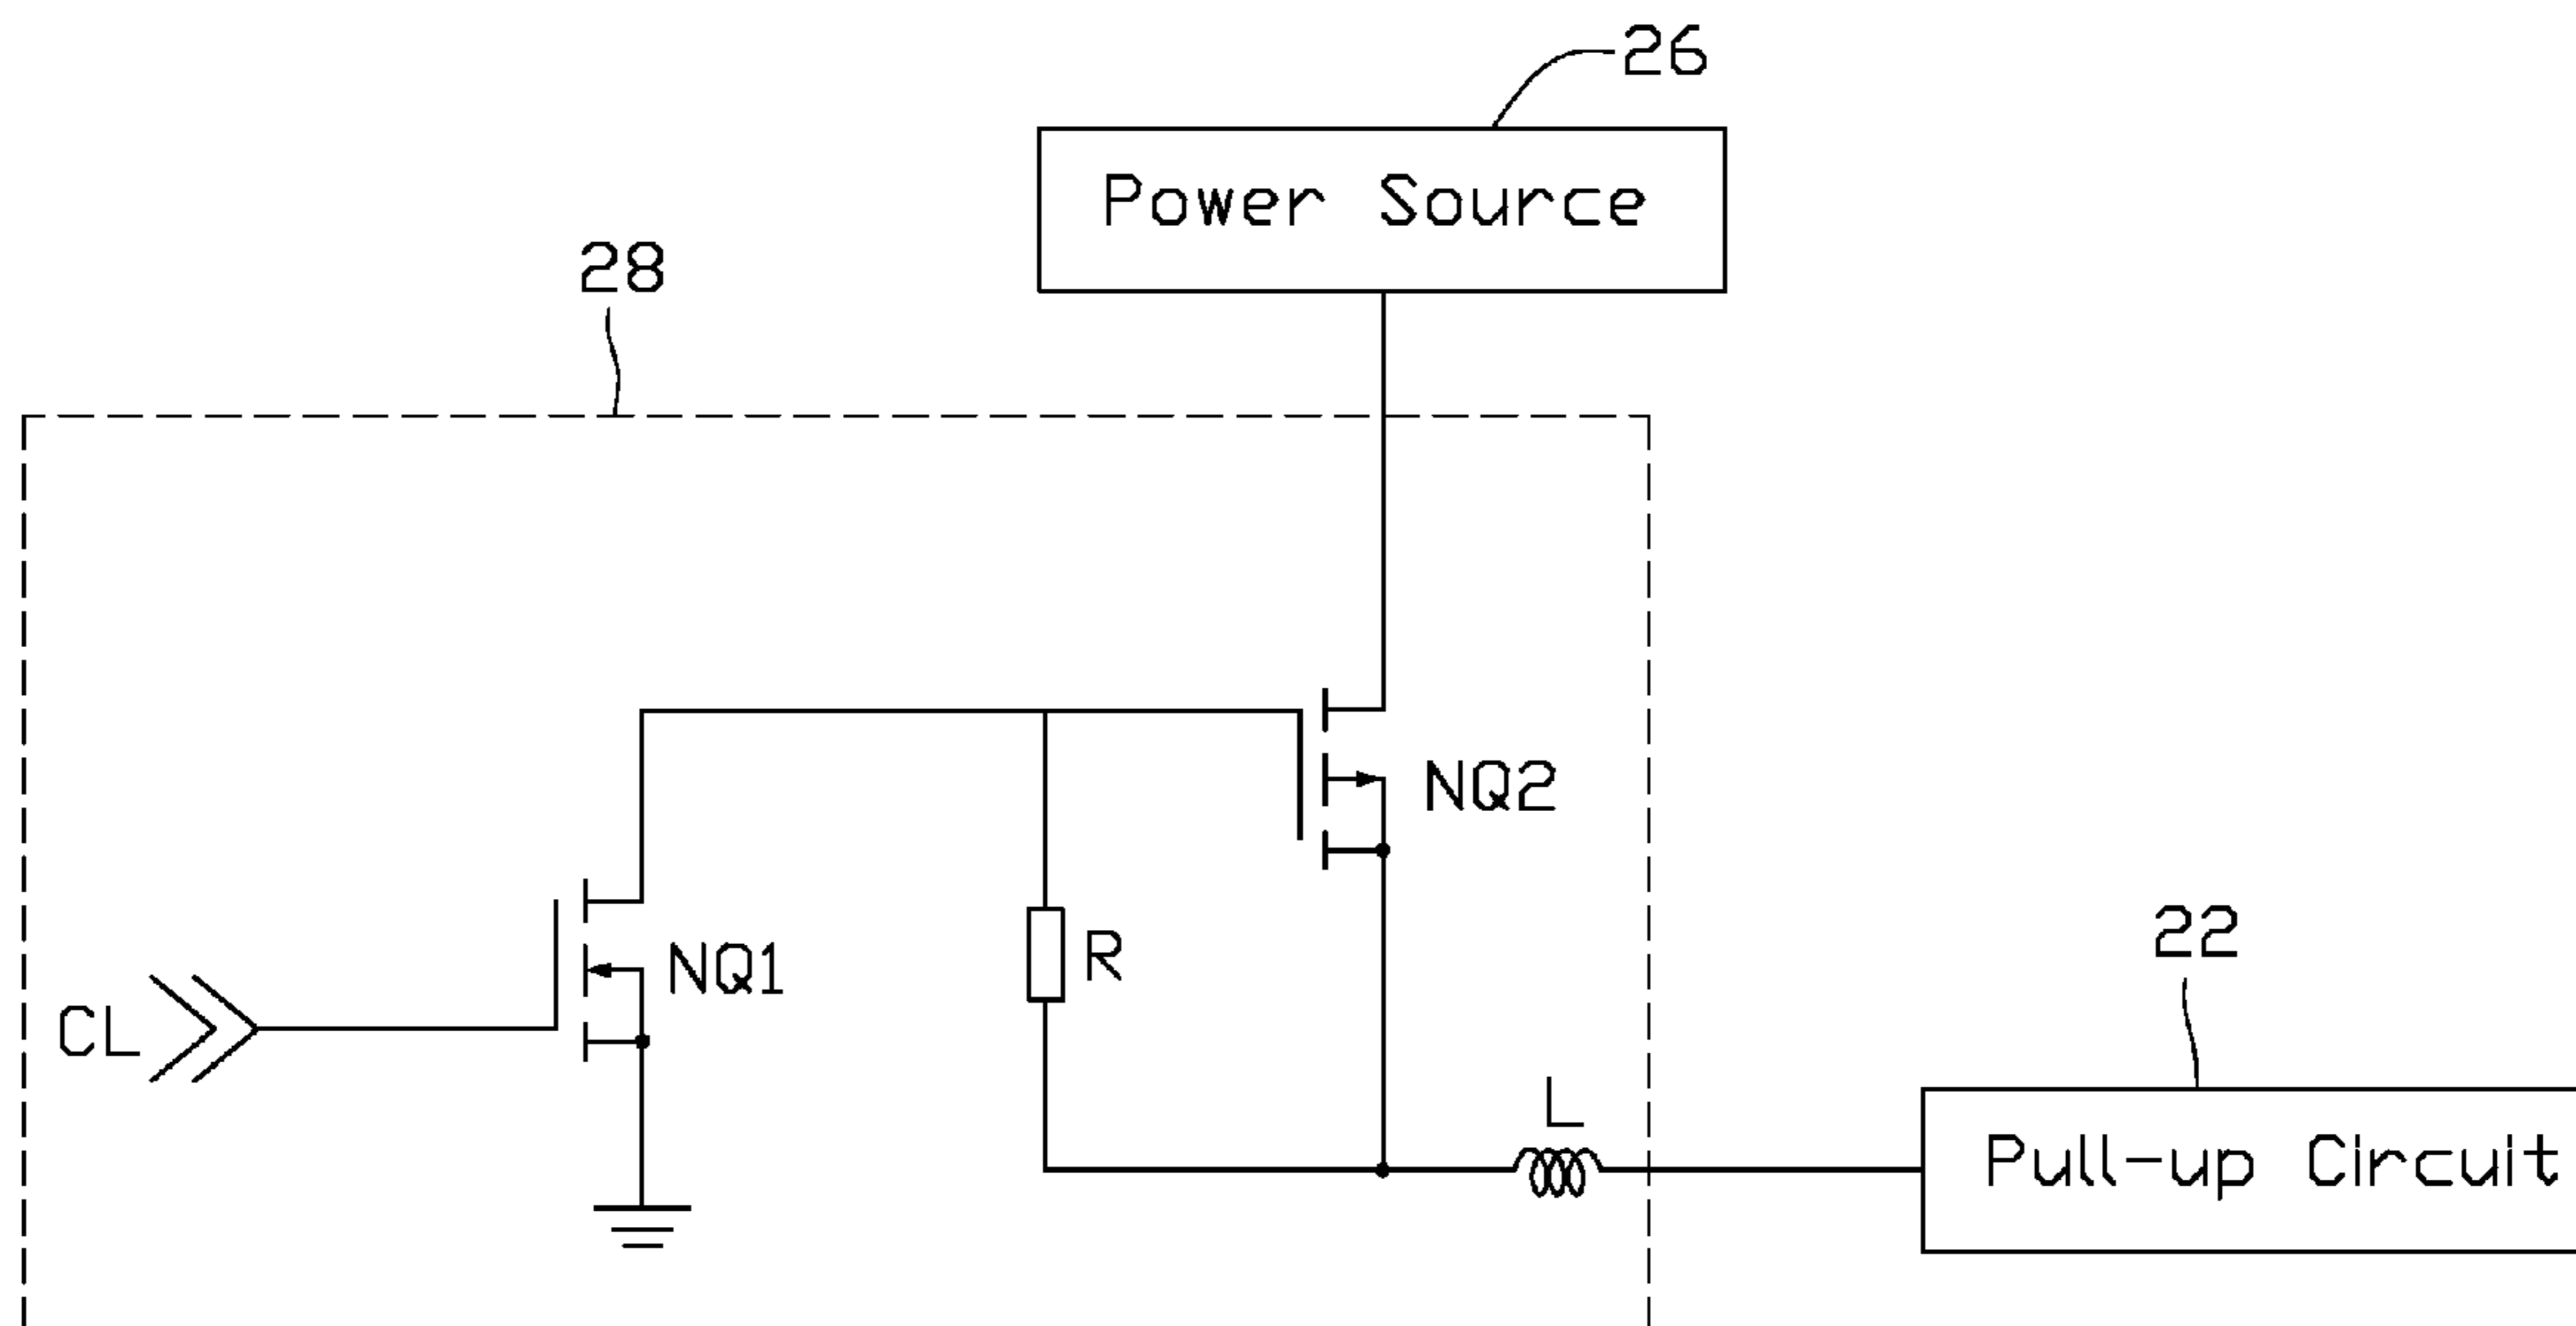 26
Power Source
28
NQ2
22
R
NQ1
CL
L
Pull-up Circuit